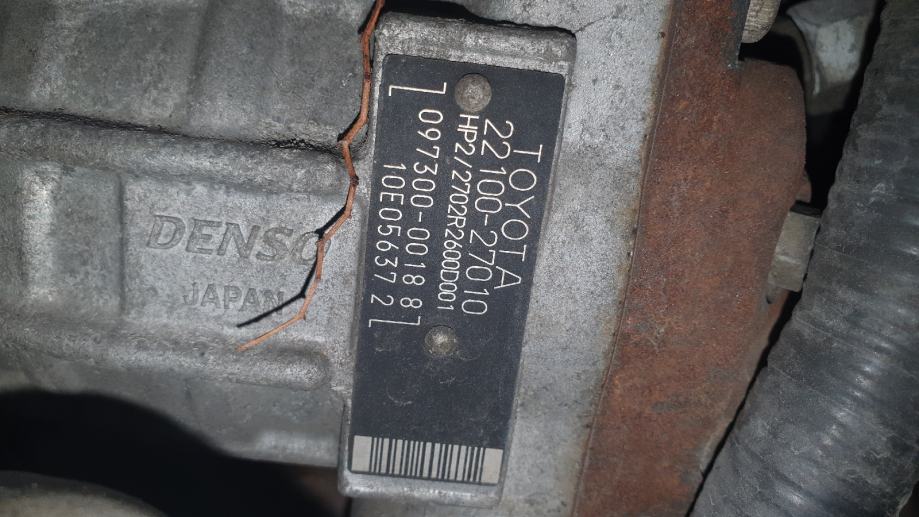 DENSO
JAPAN
TOYOTA
22100-27010
HP2/2702R2600D001
097300-0018 8
10E05637 2